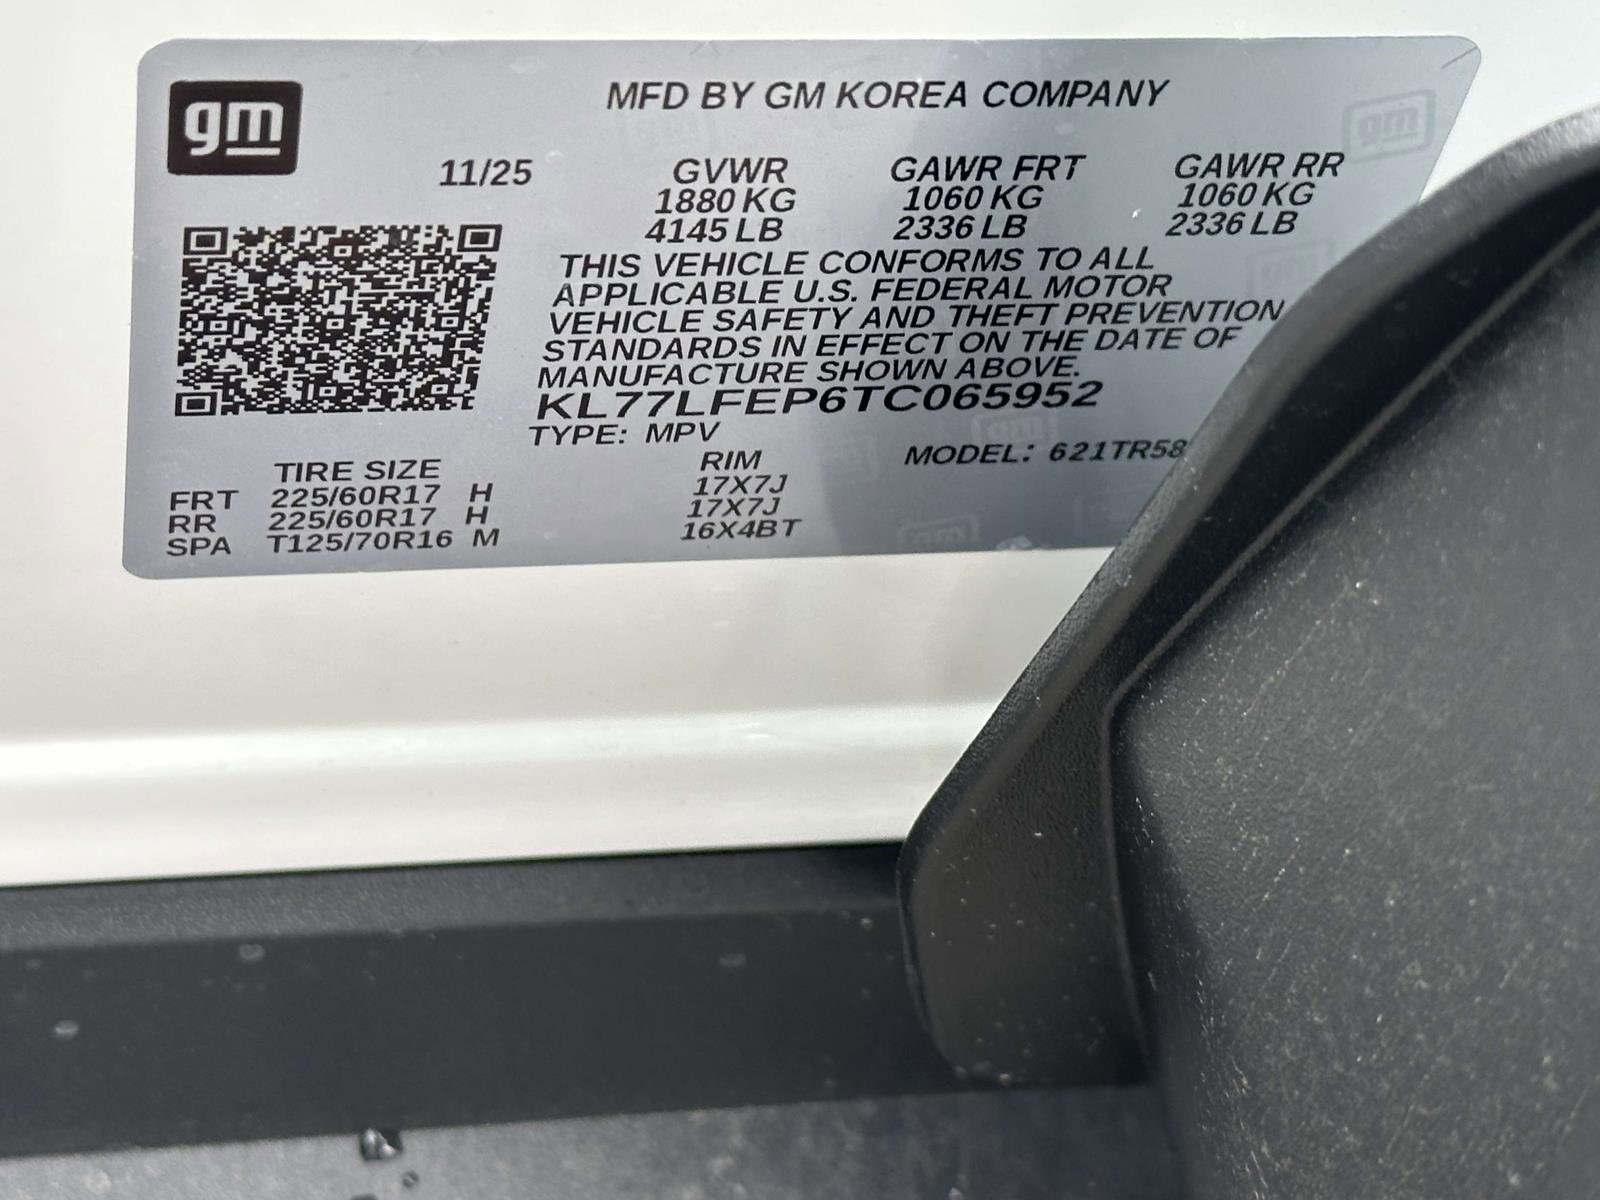 gm
MFD BY GM KOREA COMPANY
11/25 GVWR GAWR FRT GAWR RR
1880 KG 1060 KG 1060 KG
4145 LB 2336 LB 2336 LB
THIS VEHICLE CONFORMS TO ALL
APPLICABLE U.S. FEDERAL MOTOR
VEHICLE SAFETY AND THEFT PREVENTION
STANDARDS IN EFFECT ON THE DATE OF
MANUFACTURE SHOWN ABOVE.
KL77LFEP6TC065952
TYPE: MPV
MODEL:
TIRE SIZE RIM
FRT 225/60R17 H 17X7J
RR 225/60R17 H 17X7J
SPA T125/70R16 M 16X4BT